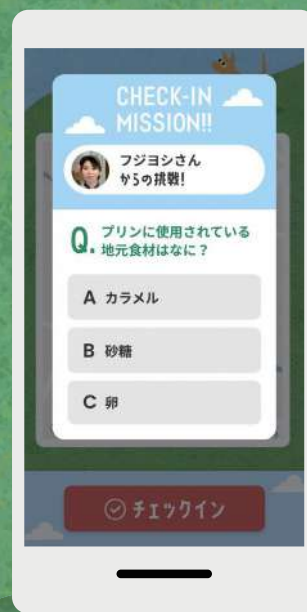 CHECK-IN
MISSION!!
フジヨシさん
からの挑戦!
Q. プリンに使用されている
地元食材はなに？
A カラメル
B 砂糖
C 卵
チェックイン